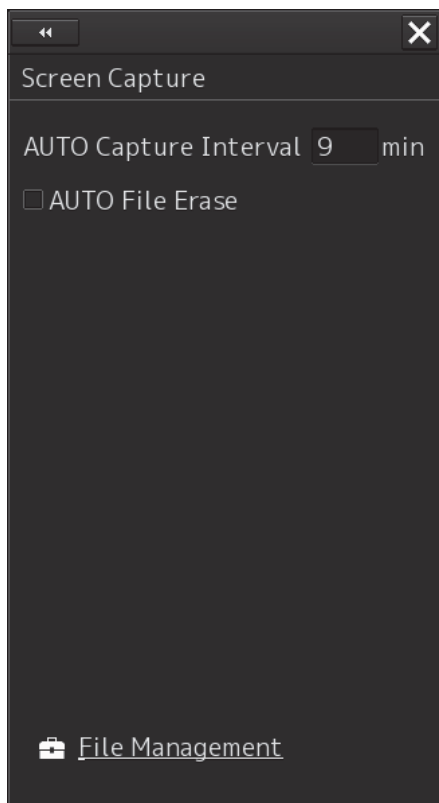 Screen Capture
AUTO Capture Interval 9 min
AUTO File Erase
File Management